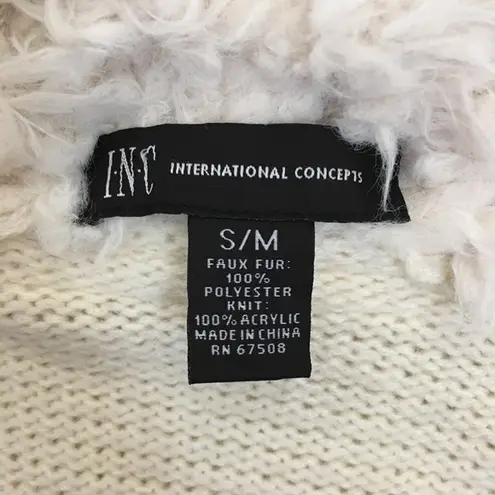 I·N·C INTERNATIONAL CONCEPTS
S/M
FAUX FUR:
100%
POLYESTER
KNIT:
100% ACRYLIC
MADE IN CHINA
RN 67508